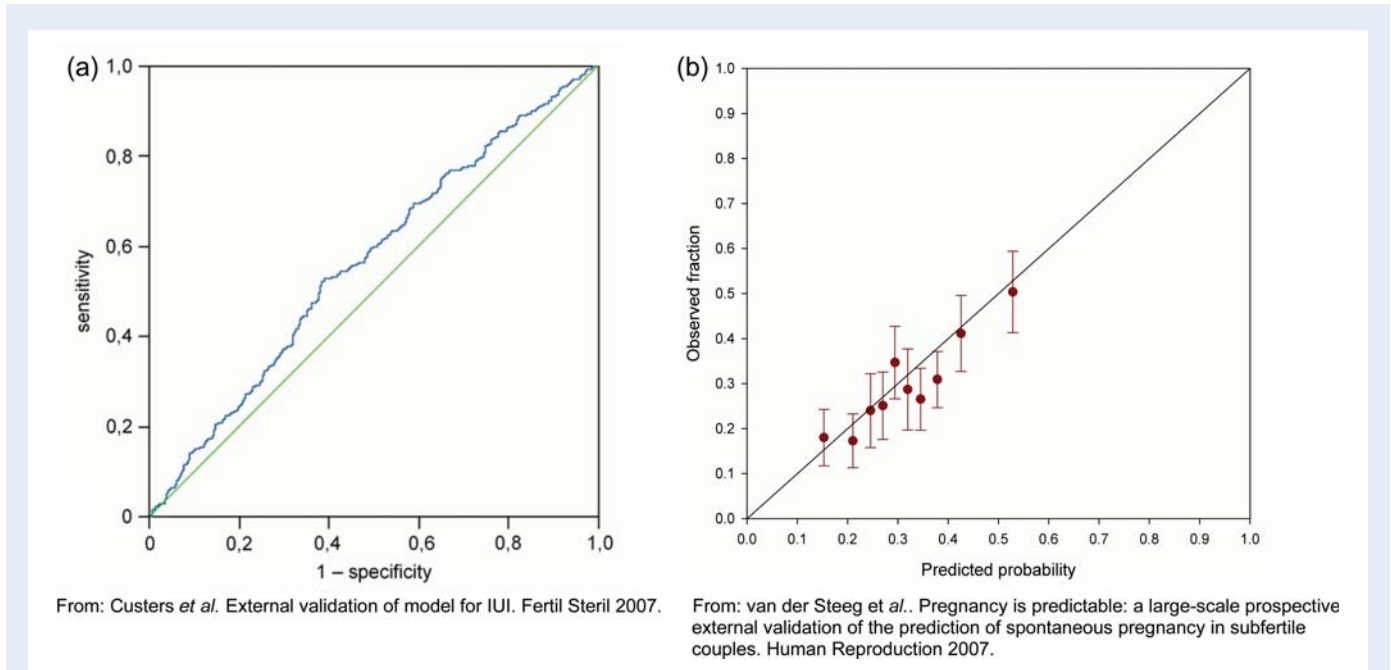 (a)
1,0
0,8
0,6
0,4
0,2
0
sensitivity
0 0,2 0,4 0,6 0,8 1,0
1 – specificity
From: Custers et al. External validation of model for IUI. Fertil Steril 2007.
(b)
1.0
0.9
0.8
0.7
0.6
0.5
0.4
0.3
0.2
0.1
0.0
Observed fraction
0.0 0.1 0.2 0.3 0.4 0.5 0.6 0.7 0.8 0.9 1.0
Predicted probability
From: van der Steeg et al.. Pregnancy is predictable: a large-scale prospective
external validation of the prediction of spontaneous pregnancy in subfertile
couples. Human Reproduction 2007.